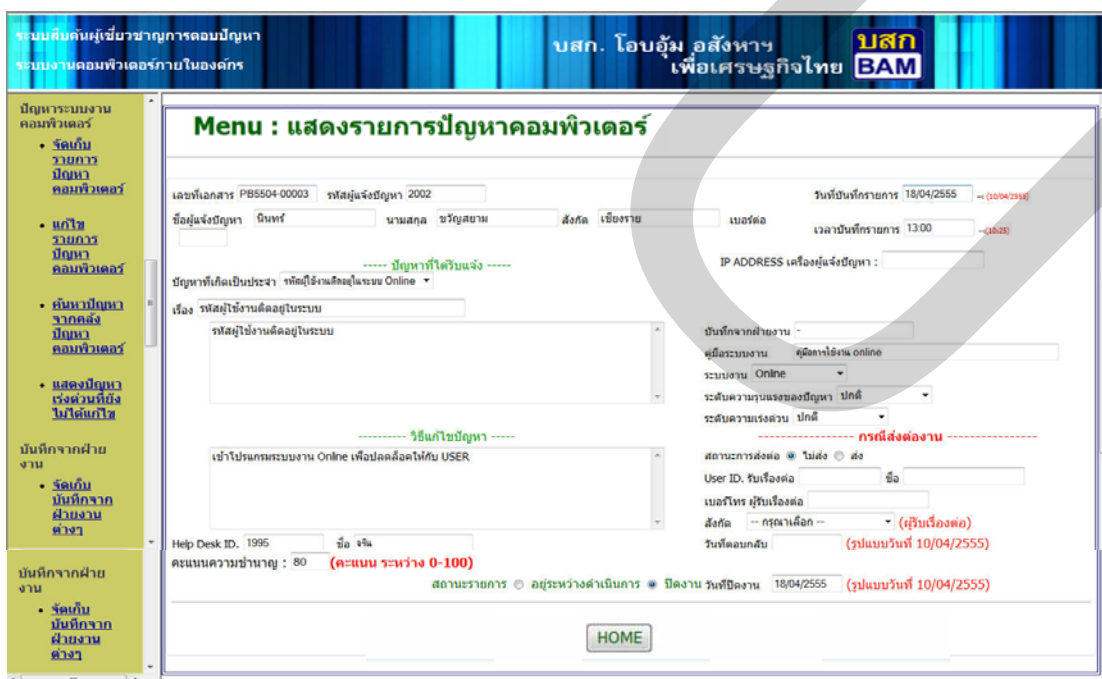 ระบบสืบค้นผู้เชี่ยวชาญการตอบปัญหา
ระบบงานคอมพิวเตอร์ภายในองค์กร
บสก. โอบอุ้ม อสังหาฯ
เพื่อเศรษฐกิจไทย
บสก
BAM
ปัญหาระบบงาน
คอมพิวเตอร์
จัดเก็บ
รายการ
ปัญหา
คอมพิวเตอร์
แก้ไข
รายการ
ปัญหา
คอมพิวเตอร์
ค้นหาปัญหา
จากคลัง
ปัญหา
คอมพิวเตอร์
แสดงปัญหา
เร่งด่วนที่ยัง
ไม่ได้แก้ไข
บันทึกจากฝ่าย
งาน
จัดเก็บ
บันทึกจาก
ฝ่ายงาน
ต่างๆ
บันทึกจากฝ่าย
งาน
จัดเก็บ
บันทึกจาก
ฝ่ายงาน
ต่างๆ
Menu : แสดงรายการปัญหาคอมพิวเตอร์
เลขที่เอกสาร PB5504-00003 รหัสผู้แจ้งปัญหา 2002 วันที่บันทึกรายการ 18/04/2555 --: (10/04/2555)
ชื่อผู้แจ้งปัญหา นินทร์ นามสกุล ขวัญสยาม สังกัด เชียงราย เบอร์ต่อ
เวลาบันทึกรายการ 13:00 --:(10:25)
----- ปัญหาที่ได้รับแจ้ง ----- IP ADDRESS เครื่องผู้แจ้งปัญหา :
ปัญหาที่เกิดเป็นประจำ รหัสผู้ใช้งานติดอยู่ในระบบ Online
เรื่อง รหัสผู้ใช้งานติดอยู่ในระบบ
รหัสผู้ใช้งานติดอยู่ในระบบ
บันทึกจากฝ่ายงาน -
คู่มือระบบงาน คู่มือการใช้งาน online
ระบบงาน Online
ระดับความรุนแรงของปัญหา ปกติ
ระดับความเร่งด่วน ปกติ
---------- วิธีแก้ไขปัญหา -----
เข้าโปรแกรมระบบงาน Online เพื่อปลดล็อคให้กับ USER
----------------- กรณีส่งต่องาน ----------------
สถานะการส่งต่อ ไม่ส่ง ส่ง
User ID. รับเรื่องต่อ ชื่อ
เบอร์โทร ผู้รับเรื่องต่อ
สังกัด -- กรุณาเลือก -- (ผู้รับเรื่องต่อ)
Help Desk ID. 1995 ชื่อ จริน วันที่ตอบกลับ (รูปแบบวันที่ 10/04/2555)
คะแนนความชำนาญ : 80 (คะแนน ระหว่าง 0-100)
สถานะรายการ อยู่ระหว่างดำเนินการ ปิดงาน วันที่ปิดงาน 18/04/2555 (รูปแบบวันที่ 10/04/2555)
HOME